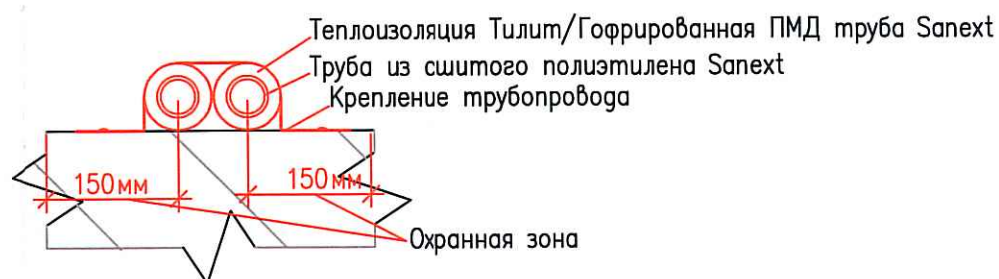 Теплоизоляция Тилит/Гофрированная ПМД труба Sanext
Труба из сшитого полиэтилена Sanext
Крепление трубопровода
150мм
150мм
Охранная зона